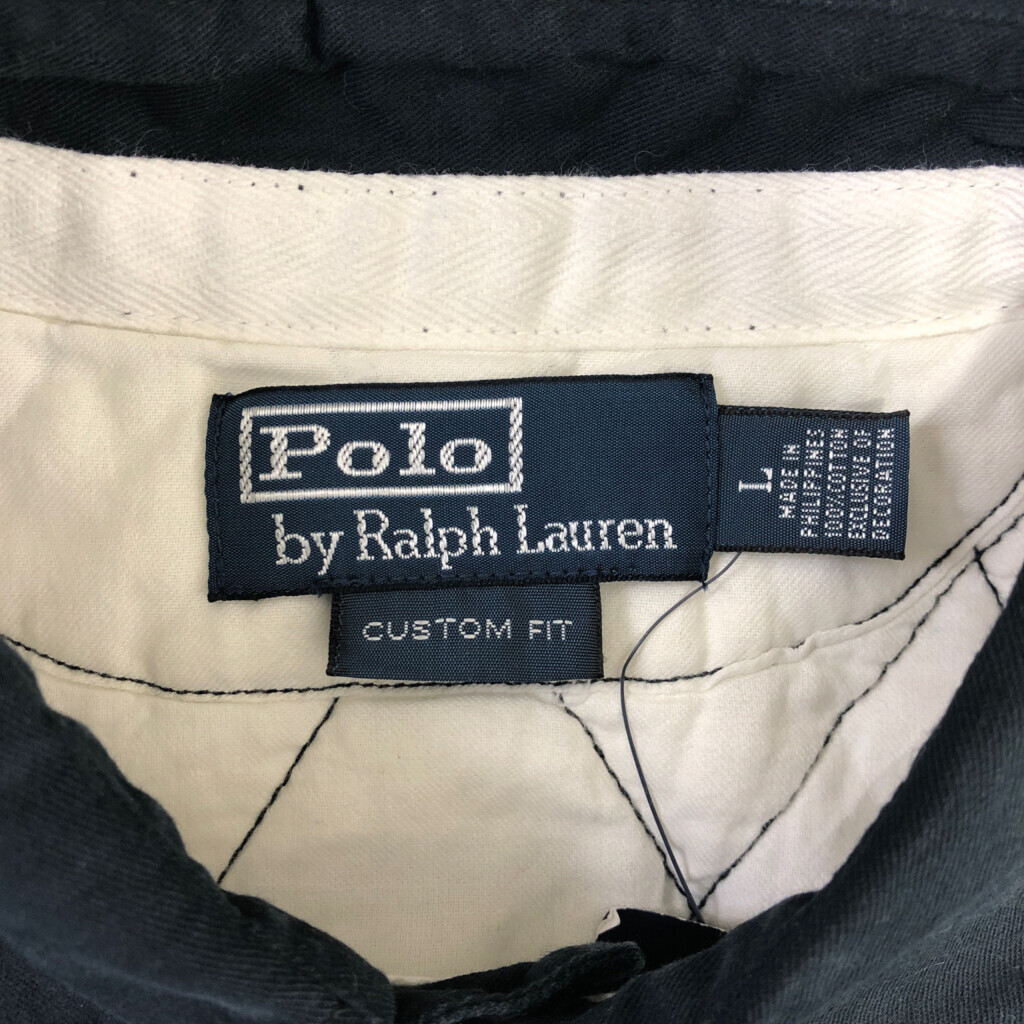 Polo
by Ralph Lauren
CUSTOM FIT
L
MADE IN
PHILIPPINES
100%COTTON
EXCLUSIVE OF
DECORATION